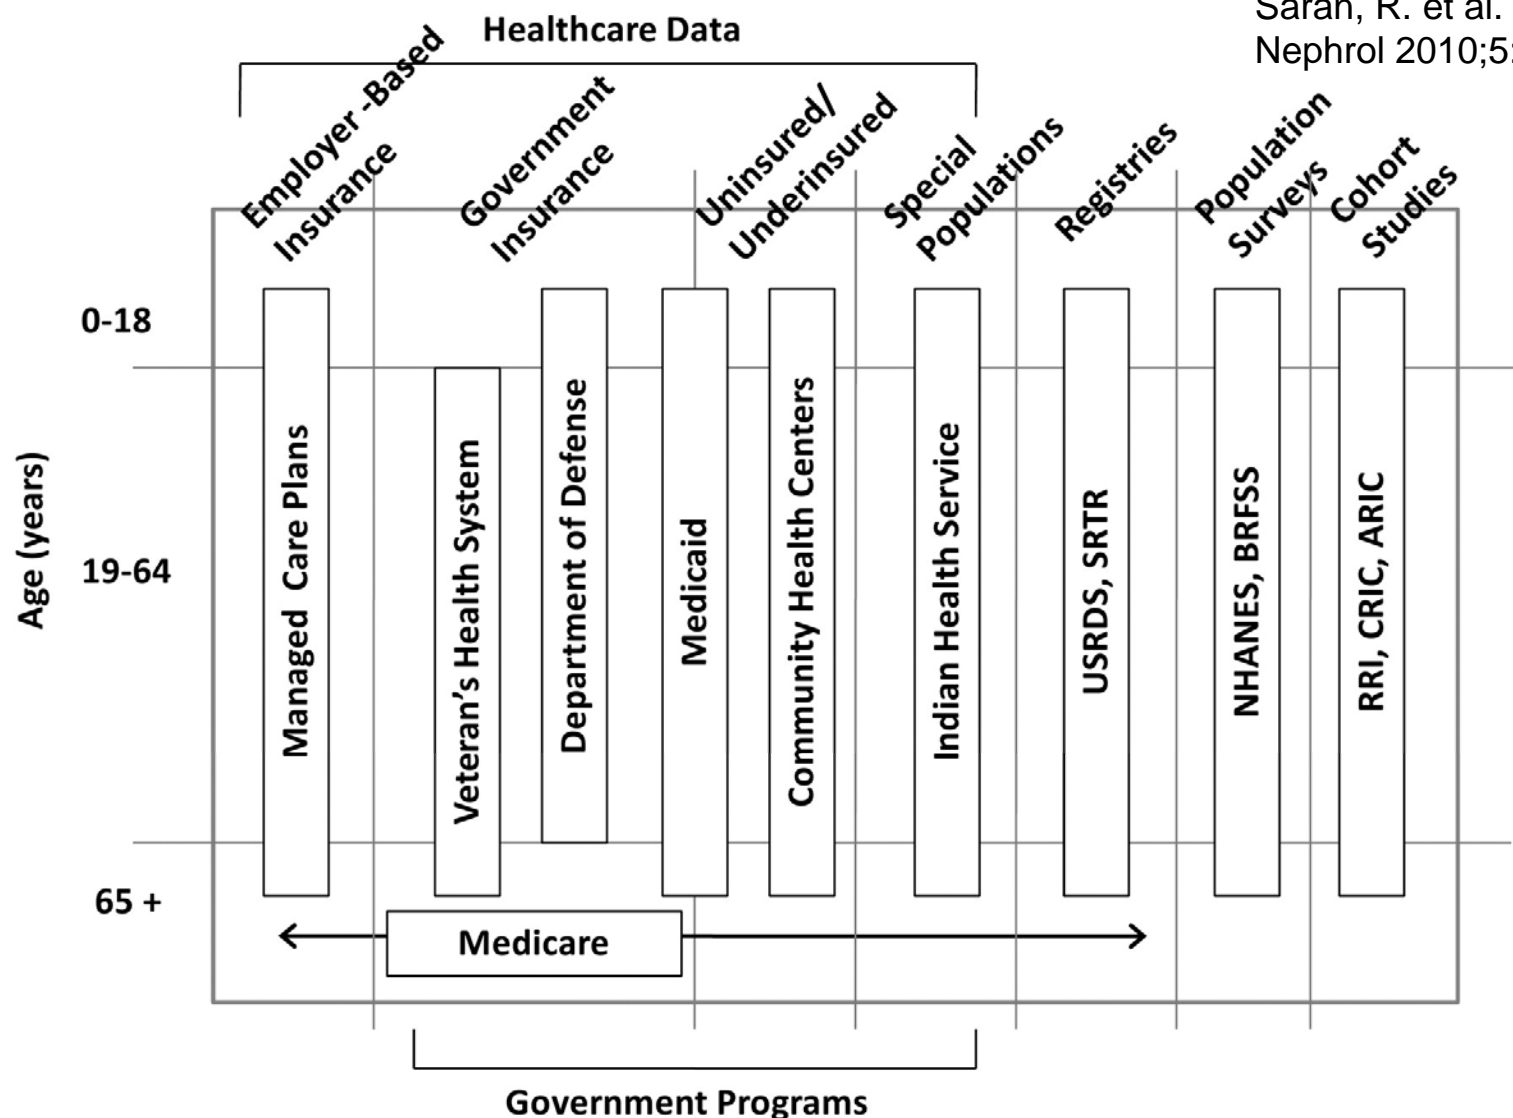 Saran, R. et al.
Nephrol 2010;5:
Healthcare Data
Employer -Based
Insurance
Government
Insurance
Uninsured/
Underinsured
Special
Populations
Registries
Population
Surveys
Cohort
Studies
Age (years)
0-18
19-64
65 +
Managed Care Plans
Veteran’s Health System
Department of Defense
Medicaid
Community Health Centers
Indian Health Service
USRDS, SRTR
NHANES, BRFSS
RRI, CRIC, ARIC
Medicare
Government Programs